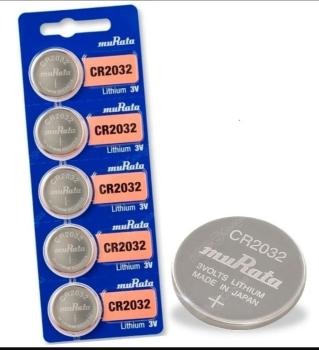 muRata
CR2032
Lithium 3V
muRata
CR2032
Lithium 3V
muRata
CR2032
Lithium 3V
muRata
CR2032
Lithium 3V
muRata
CR2032
Lithium 3V
CR2032
muRata
3VOLTS LITHIUM
MADE IN JAPAN
+